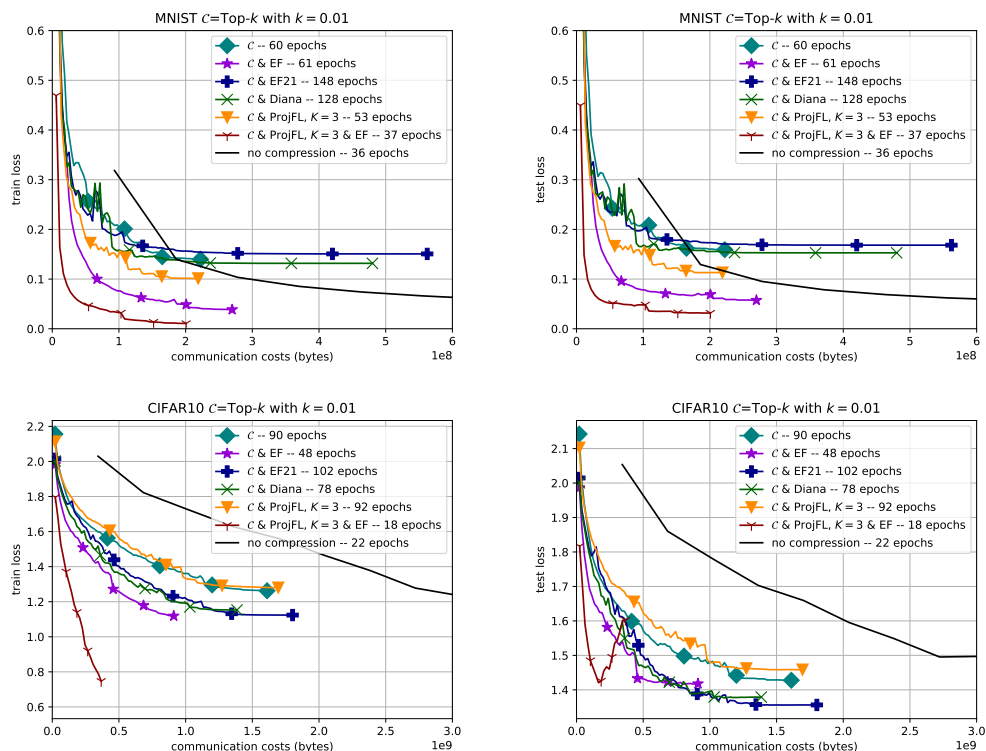 MNIST 𝒞=Top-k with k = 0.01
0.6
0.5
0.4
0.3
0.2
0.1
0.0
train loss
𝒞 -- 60 epochs
𝒞 & EF -- 61 epochs
𝒞 & EF21 -- 148 epochs
𝒞 & Diana -- 128 epochs
𝒞 & ProjFL, K = 3 -- 53 epochs
𝒞 & ProjFL, K = 3 & EF -- 37 epochs
no compression -- 36 epochs
0 1 2 3 4 5 6
communication costs (bytes) 1e8
MNIST 𝒞=Top-k with k = 0.01
0.6
0.5
0.4
0.3
0.2
0.1
0.0
test loss
𝒞 -- 60 epochs
𝒞 & EF -- 61 epochs
𝒞 & EF21 -- 148 epochs
𝒞 & Diana -- 128 epochs
𝒞 & ProjFL, K = 3 -- 53 epochs
𝒞 & ProjFL, K = 3 & EF -- 37 epochs
no compression -- 36 epochs
0 1 2 3 4 5 6
communication costs (bytes) 1e8
CIFAR10 𝒞=Top-k with k = 0.01
2.2
2.0
1.8
1.6
1.4
1.2
1.0
0.8
0.6
train loss
𝒞 -- 90 epochs
𝒞 & EF -- 48 epochs
𝒞 & EF21 -- 102 epochs
𝒞 & Diana -- 78 epochs
𝒞 & ProjFL, K = 3 -- 92 epochs
𝒞 & ProjFL, K = 3 & EF -- 18 epochs
no compression -- 22 epochs
0.0 0.5 1.0 1.5 2.0 2.5 3.0
communication costs (bytes) 1e9
CIFAR10 𝒞=Top-k with k = 0.01
2.1
2.0
1.9
1.8
1.7
1.6
1.5
1.4
test loss
𝒞 -- 90 epochs
𝒞 & EF -- 48 epochs
𝒞 & EF21 -- 102 epochs
𝒞 & Diana -- 78 epochs
𝒞 & ProjFL, K = 3 -- 92 epochs
𝒞 & ProjFL, K = 3 & EF -- 18 epochs
no compression -- 22 epochs
0.0 0.5 1.0 1.5 2.0 2.5 3.0
communication costs (bytes) 1e9